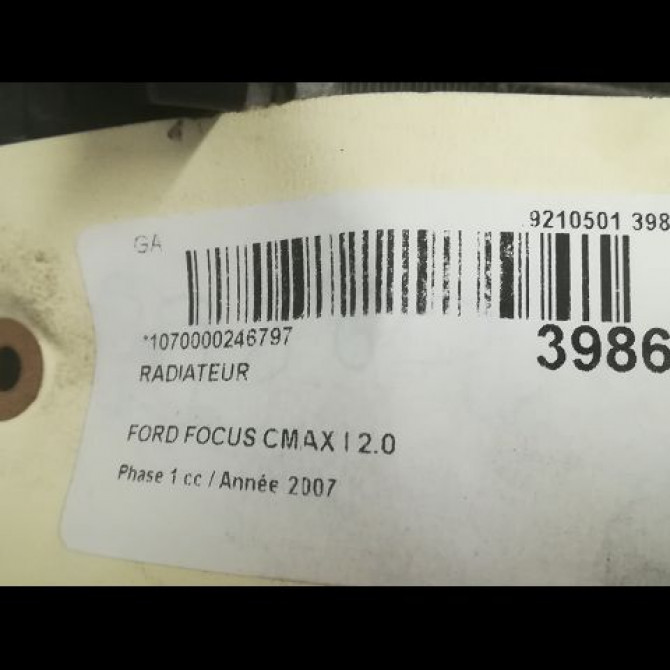 GA
9210501 398
*1070000246797
3986
RADIATEUR
FORD FOCUS CMAX I 2.0
Phase 1 cc / Année 2007